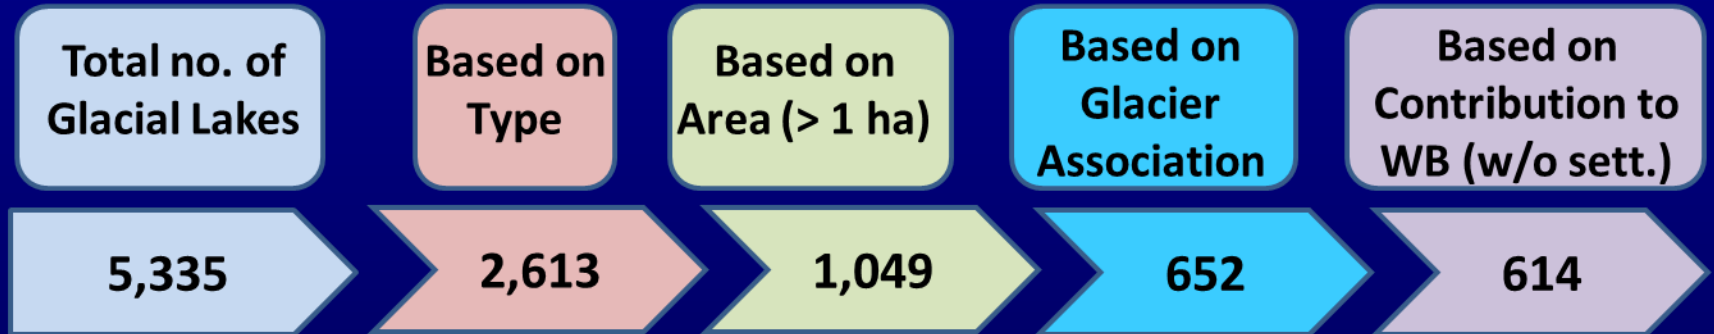 Total no. of
Glacial Lakes
Based on
Type
Based on
Area (> 1 ha)
Based on
Glacier
Association
Based on
Contribution to
WB (w/o sett.)
5,335
2,613
1,049
652
614